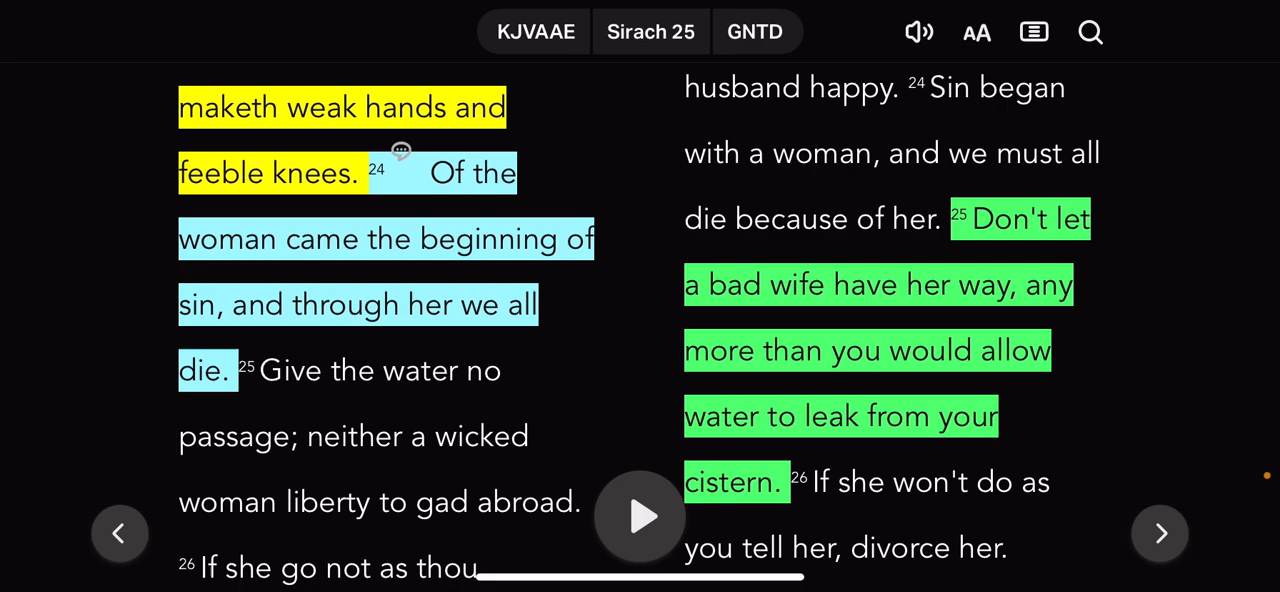 KJVAAE Sirach 25 GNTD
AA
maketh weak hands and
feeble knees. 24 Of the
woman came the beginning of
sin, and through her we all
die. 25 Give the water no
passage; neither a wicked
woman liberty to gad abroad.
26 If she go not as thou
husband happy. 24 Sin began
with a woman, and we must all
die because of her. 25 Don't let
a bad wife have her way, any
more than you would allow
water to leak from your
cistern. 26 If she won't do as
you tell her, divorce her.